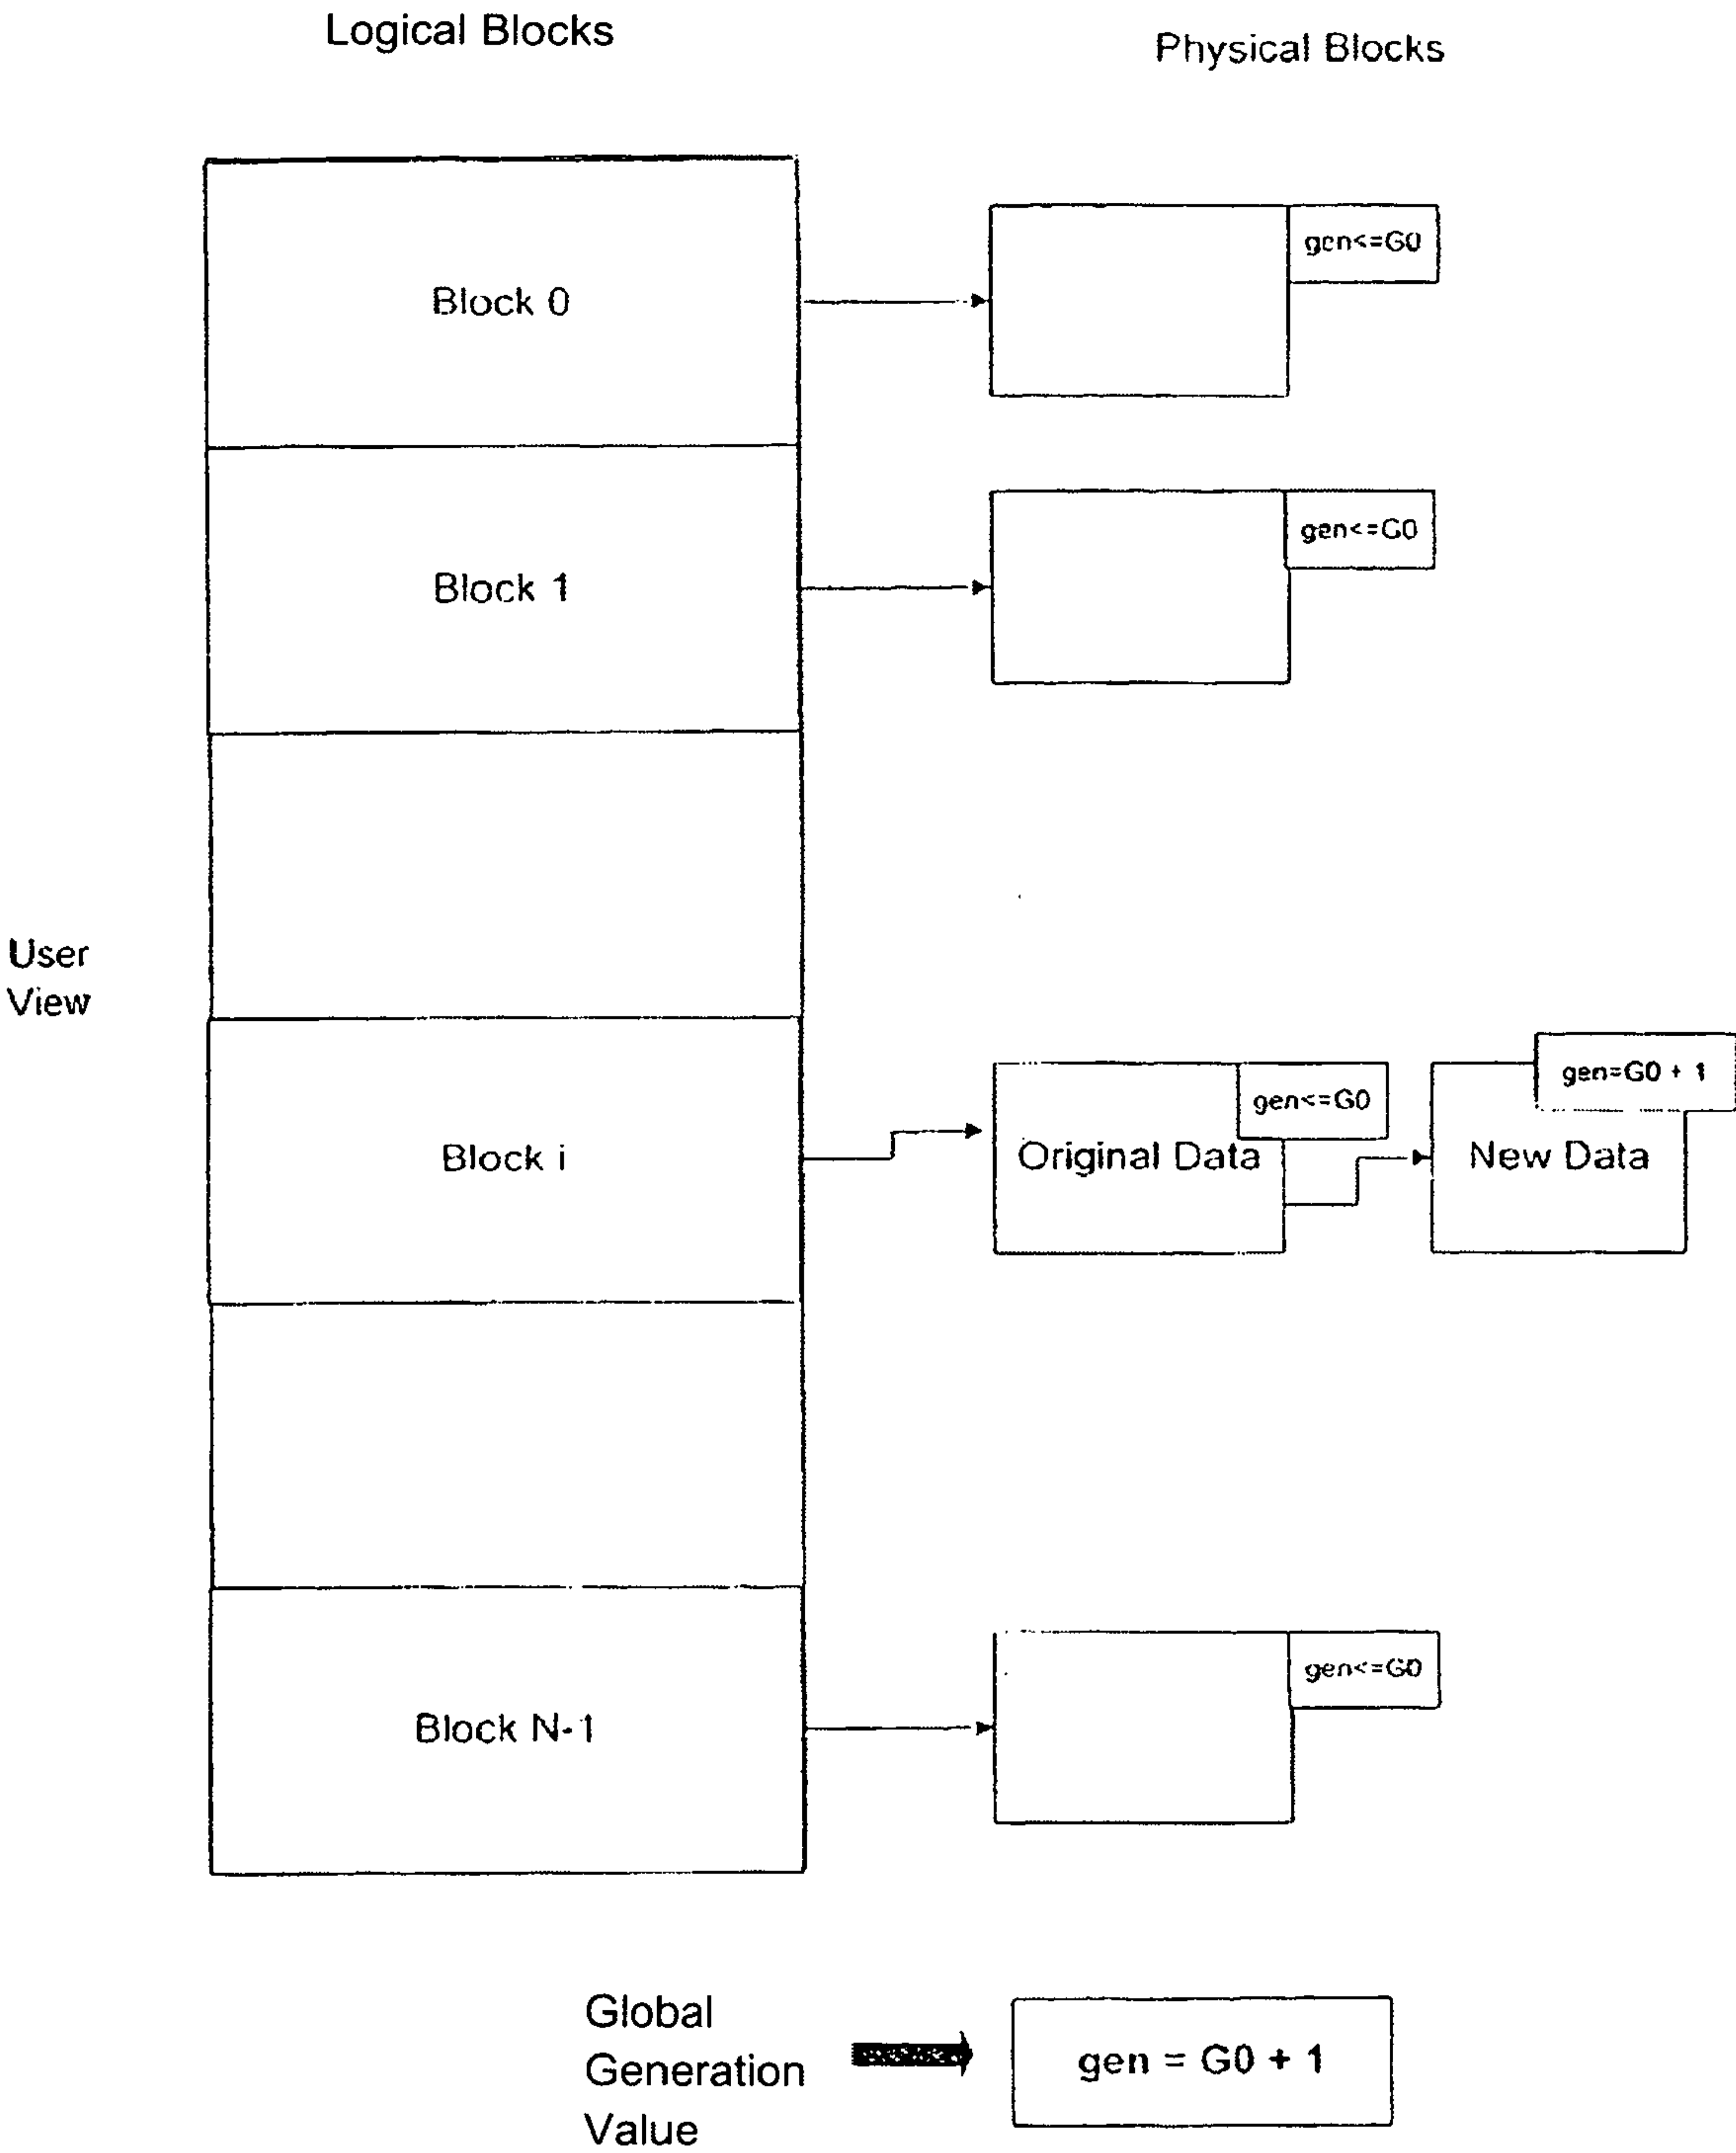 Logical Blocks
Physical Blocks
Block 0
gen<=G0
Block 1
gen<=G0
User
View
Block i
Original Data
gen<=G0
New Data
gen=G0 + 1
Block N-1
gen<=G0
Global
Generation
Value
gen = G0 + 1